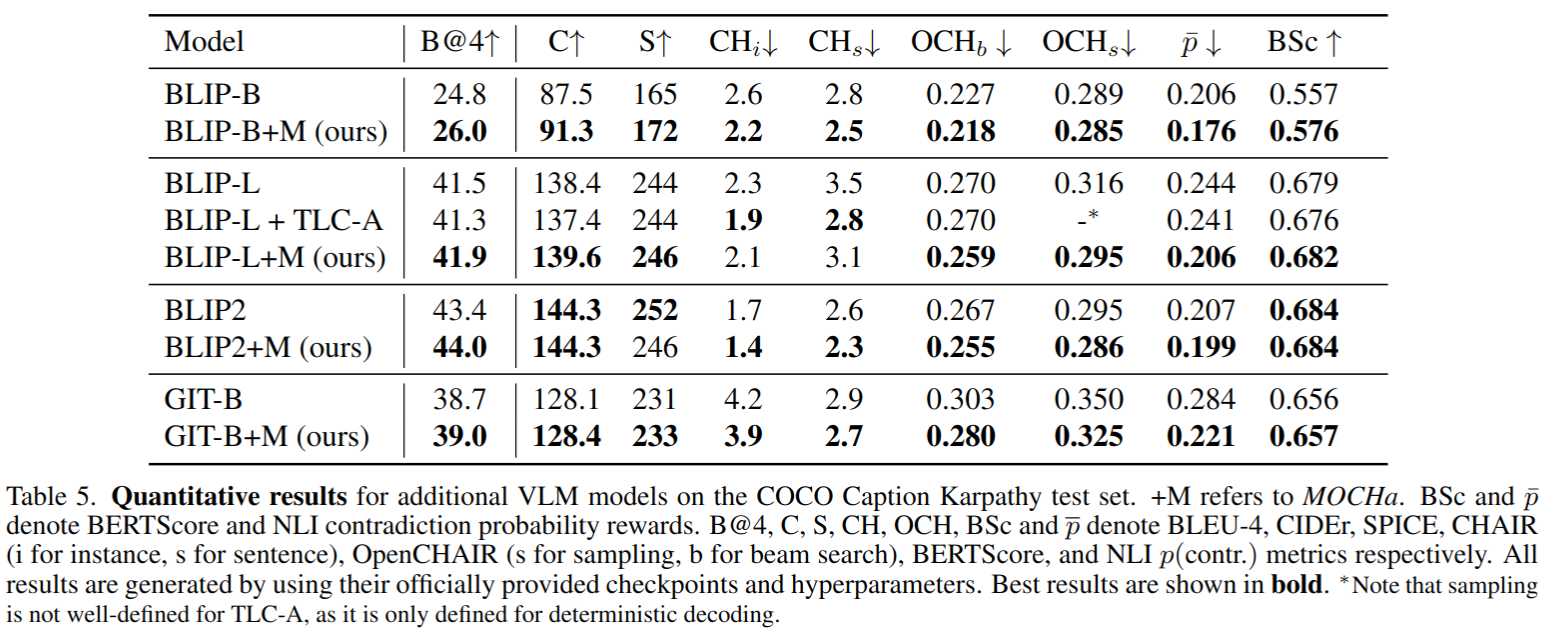 Model B@4↑ C↑ S↑ CHᵢ↓ CHₛ↓ OCH_b ↓ OCHₛ↓ p̄ ↓ BSc ↑
BLIP-B 24.8 87.5 165 2.6 2.8 0.227 0.289 0.206 0.557
BLIP-B+M (ours) 26.0 91.3 172 2.2 2.5 0.218 0.285 0.176 0.576
BLIP-L 41.5 138.4 244 2.3 3.5 0.270 0.316 0.244 0.679
BLIP-L + TLC-A 41.3 137.4 244 1.9 2.8 0.270 -* 0.241 0.676
BLIP-L+M (ours) 41.9 139.6 246 2.1 3.1 0.259 0.295 0.206 0.682
BLIP2 43.4 144.3 252 1.7 2.6 0.267 0.295 0.207 0.684
BLIP2+M (ours) 44.0 144.3 246 1.4 2.3 0.255 0.286 0.199 0.684
GIT-B 38.7 128.1 231 4.2 2.9 0.303 0.350 0.284 0.656
GIT-B+M (ours) 39.0 128.4 233 3.9 2.7 0.280 0.325 0.221 0.657
Table 5. Quantitative results for additional VLM models on the COCO Caption Karpathy test set. +M refers to MOCHa. BSc and p̄
denote BERTScore and NLI contradiction probability rewards. B@4, C, S, CH, OCH, BSc and p̄ denote BLEU-4, CIDEr, SPICE, CHAIR
(i for instance, s for sentence), OpenCHAIR (s for sampling, b for beam search), BERTScore, and NLI p(contr.) metrics respectively. All
results are generated by using their officially provided checkpoints and hyperparameters. Best results are shown in bold. *Note that sampling
is not well-defined for TLC-A, as it is only defined for deterministic decoding.